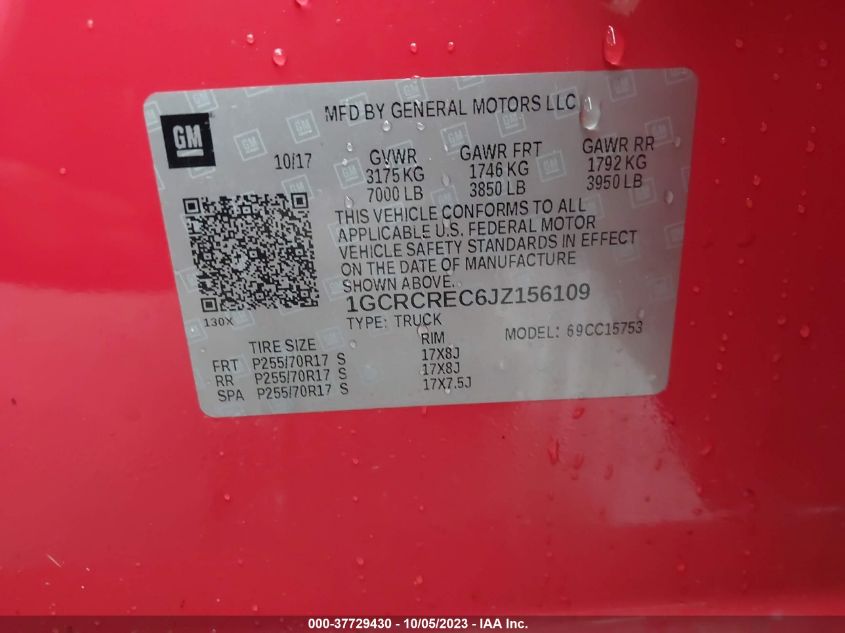 MFD BY GENERAL MOTORS LLC
GM
10/17
GVWR
3175 KG
7000 LB
GAWR FRT
1746 KG
3850 LB
GAWR RR
1792 KG
3950 LB
THIS VEHICLE CONFORMS TO ALL
APPLICABLE U.S. FEDERAL MOTOR
VEHICLE SAFETY STANDARDS IN EFFECT
ON THE DATE OF MANUFACTURE
SHOWN ABOVE.
1GCRCREC6JZ156109
130X
TYPE: TRUCK
MODEL: 69CC15753
TIRE SIZE RIM
FRT P255/70R17 S 17X8J
RR P255/70R17 S 17X8J
SPA P255/70R17 S 17X7.5J
000-37729430 - 10/05/2023 - IAA Inc.